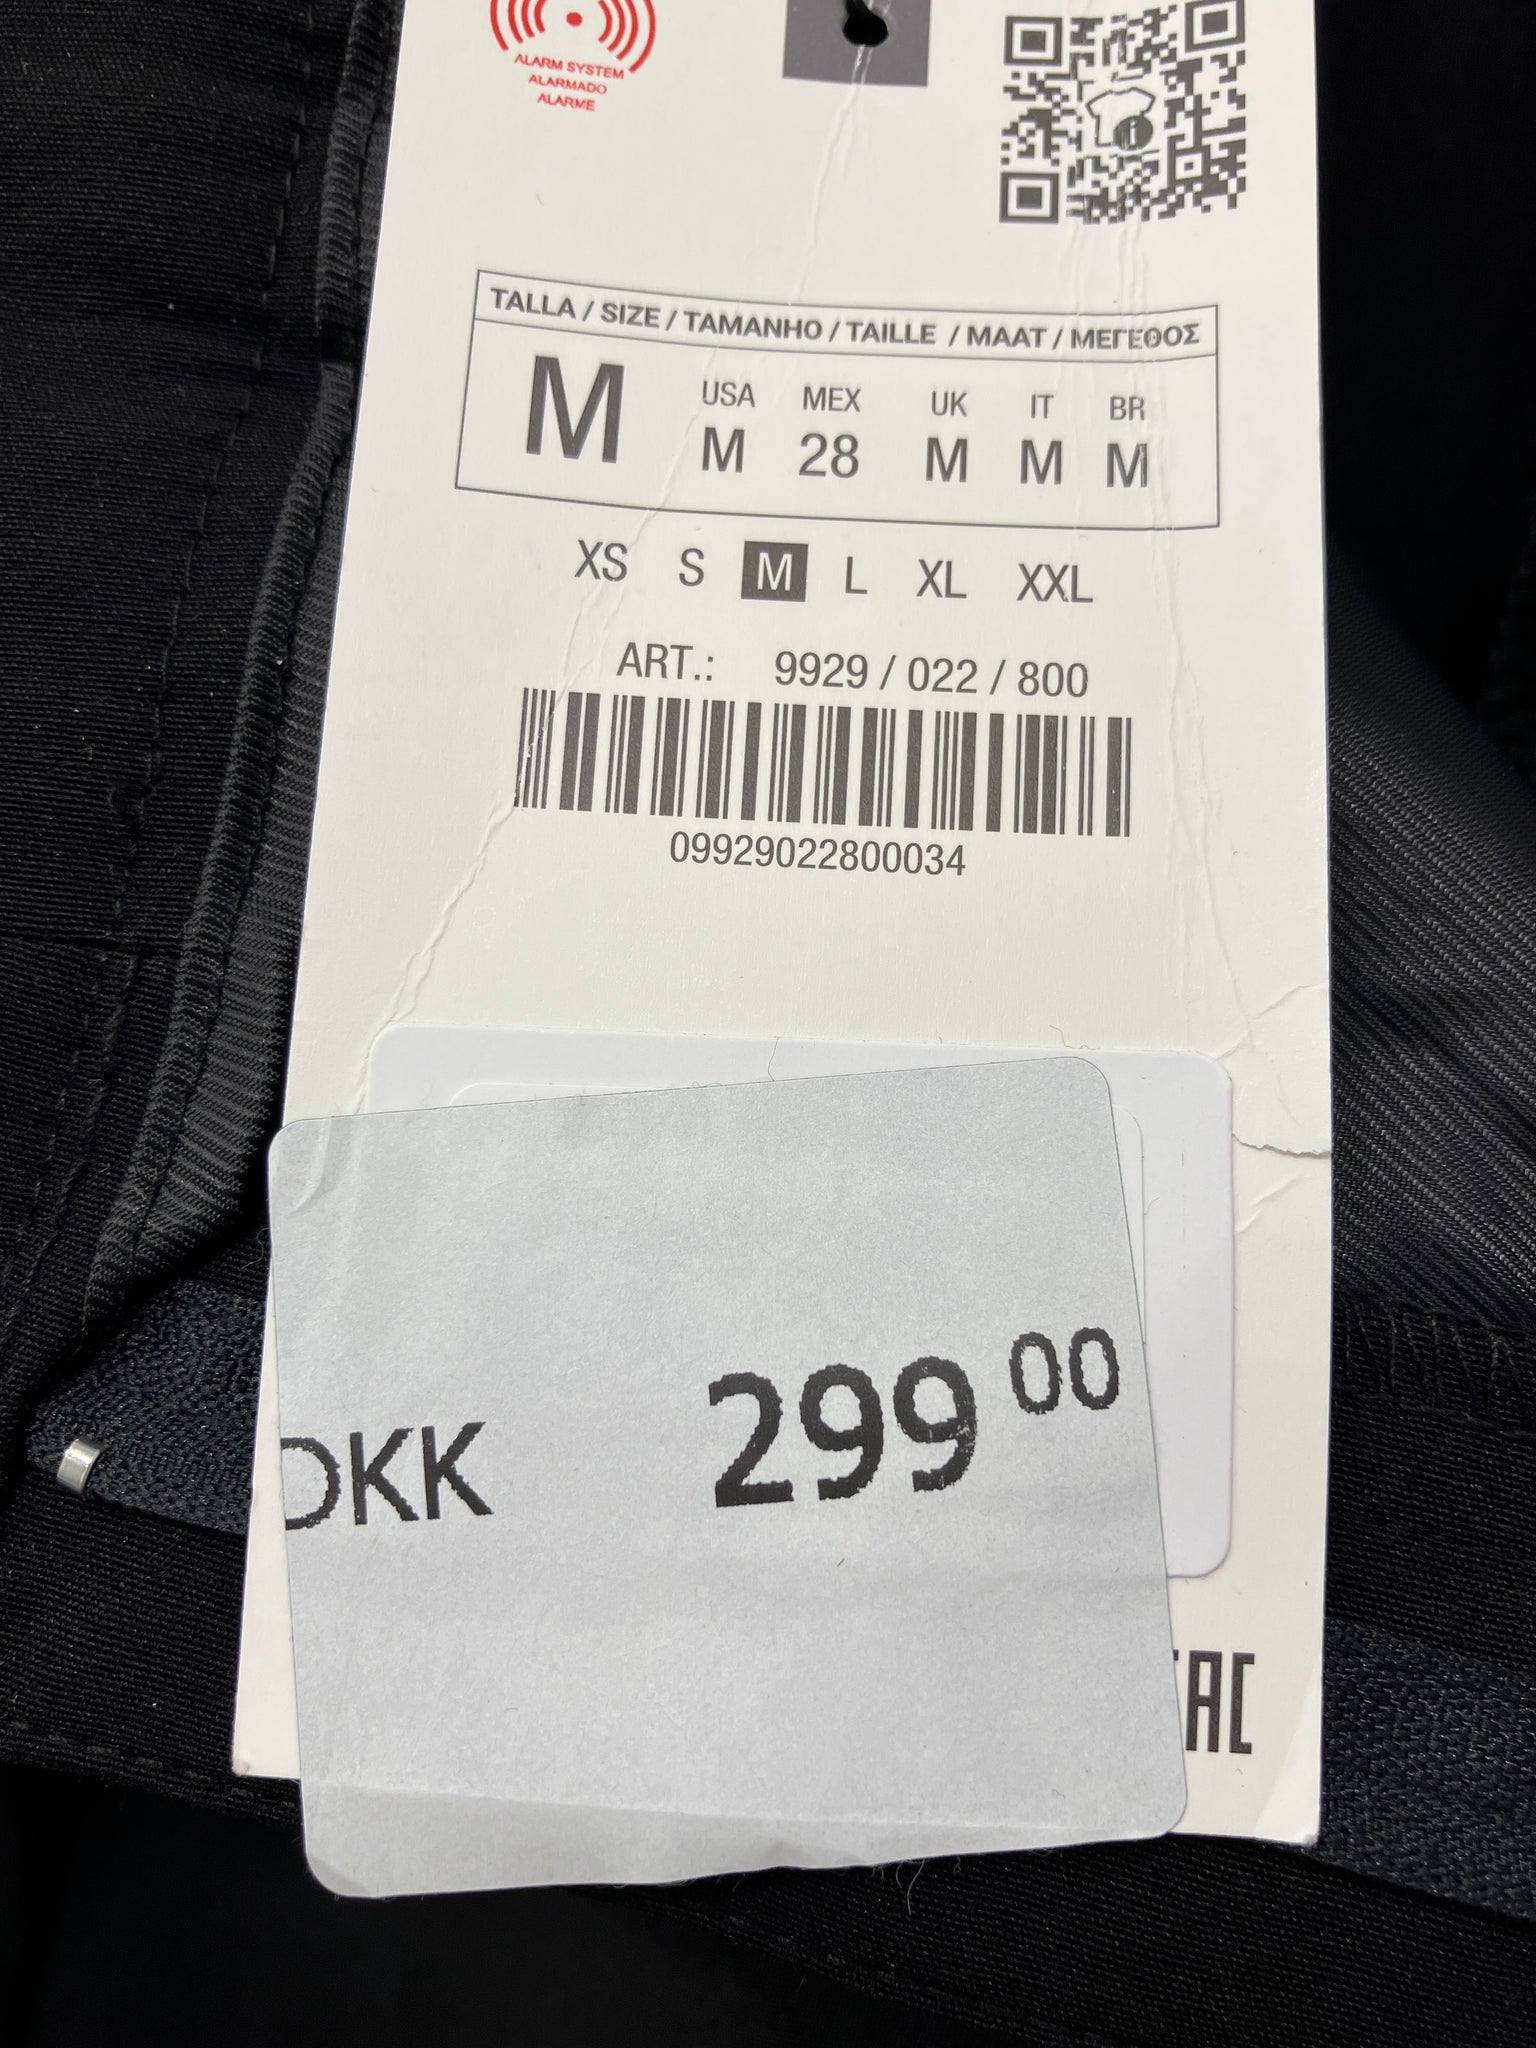 ALARM SYSTEM
ALARMADO
ALARME
TALLA / SIZE / TAMANHO / TAILLE / MAAT / ΜΕΓΕΘΟΣ
M
USA MEX UK IT BR
M 28 M M M
XS S M L XL XXL
ART.: 9929 / 022 / 800
09929022800034
DKK 299 00
EAC